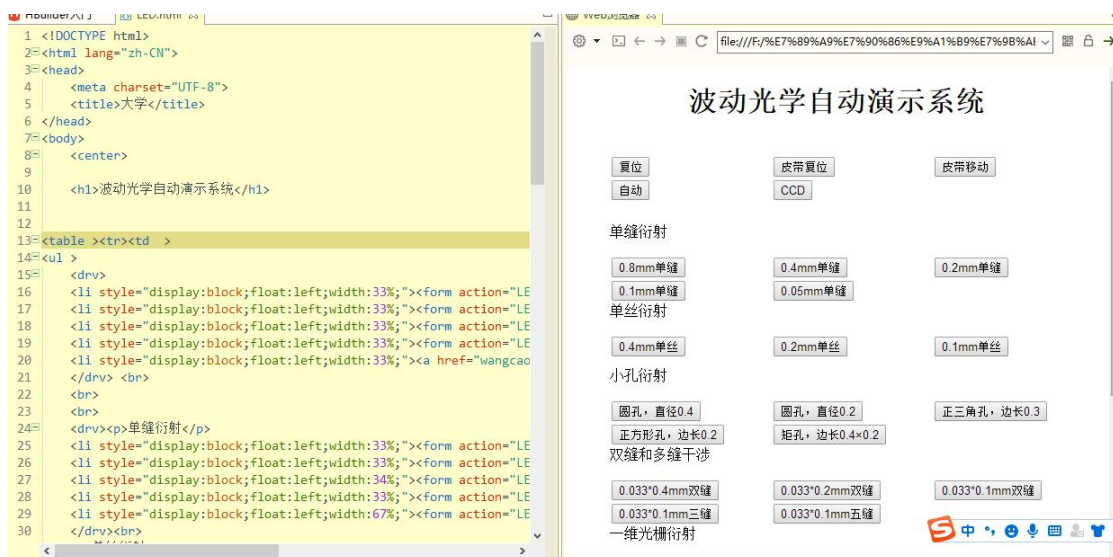 HBuilder入门
LED.html
1 <!DOCTYPE html>
2 <html lang="zh-CN">
3 <head>
4 <meta charset="UTF-8">
5 <title>大学</title>
6 </head>
7 <body>
8 <center>
9
10 <h1>波动光学自动演示系统</h1>
11
12
13 <table ><tr><td  >
14 <ul >
15 <drv>
16 <li style="display:block;float:left;width:33%;"><form action="LE
17 <li style="display:block;float:left;width:33%;"><form action="LE
18 <li style="display:block;float:left;width:33%;"><form action="LE
19 <li style="display:block;float:left;width:33%;"><form action="LE
20 <li style="display:block;float:left;width:33%;"><a href="wangcao
21 </drv> <br>
22 <br>
23 <br>
24 <drv><p>单缝衍射</p>
25 <li style="display:block;float:left;width:33%;"><form action="LE
26 <li style="display:block;float:left;width:33%;"><form action="LE
27 <li style="display:block;float:left;width:34%;"><form action="LE
28 <li style="display:block;float:left;width:33%;"><form action="LE
29 <li style="display:block;float:left;width:67%;"><form action="LE
30 </drv><br>
Web浏览器
file:///F:/%E7%89%A9%E7%90%86%E9%A1%B9%E7%9B%AE
波动光学自动演示系统
复位 皮带复位 皮带移动
自动 CCD
单缝衍射
0.8mm单缝 0.4mm单缝 0.2mm单缝
0.1mm单缝 0.05mm单缝
单丝衍射
0.4mm单丝 0.2mm单丝 0.1mm单丝
小孔衍射
圆孔，直径0.4 圆孔，直径0.2 正三角孔，边长0.3
正方形孔，边长0.2 矩孔，边长0.4×0.2
双缝和多缝干涉
0.033*0.4mm双缝 0.033*0.2mm双缝 0.033*0.1mm双缝
0.033*0.1mm三缝 0.033*0.1mm五缝
一维光栅衍射
S 中